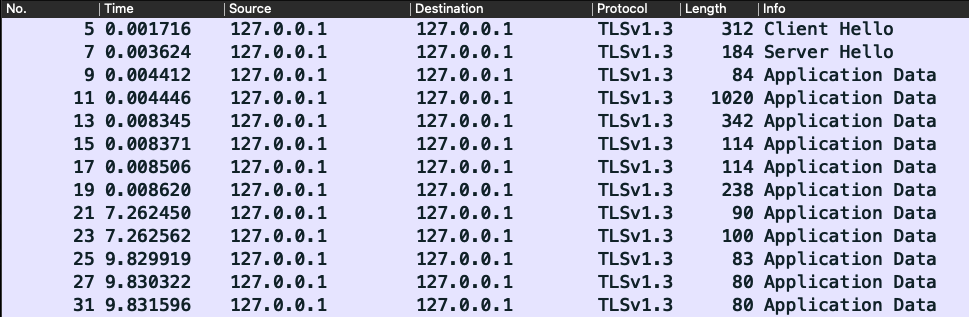 No. Time Source Destination Protocol Length Info
5 0.001716 127.0.0.1 127.0.0.1 TLSv1.3 312 Client Hello
7 0.003624 127.0.0.1 127.0.0.1 TLSv1.3 184 Server Hello
9 0.004412 127.0.0.1 127.0.0.1 TLSv1.3 84 Application Data
11 0.004446 127.0.0.1 127.0.0.1 TLSv1.3 1020 Application Data
13 0.008345 127.0.0.1 127.0.0.1 TLSv1.3 342 Application Data
15 0.008371 127.0.0.1 127.0.0.1 TLSv1.3 114 Application Data
17 0.008506 127.0.0.1 127.0.0.1 TLSv1.3 114 Application Data
19 0.008620 127.0.0.1 127.0.0.1 TLSv1.3 238 Application Data
21 7.262450 127.0.0.1 127.0.0.1 TLSv1.3 90 Application Data
23 7.262562 127.0.0.1 127.0.0.1 TLSv1.3 100 Application Data
25 9.829919 127.0.0.1 127.0.0.1 TLSv1.3 83 Application Data
27 9.830322 127.0.0.1 127.0.0.1 TLSv1.3 80 Application Data
31 9.831596 127.0.0.1 127.0.0.1 TLSv1.3 80 Application Data